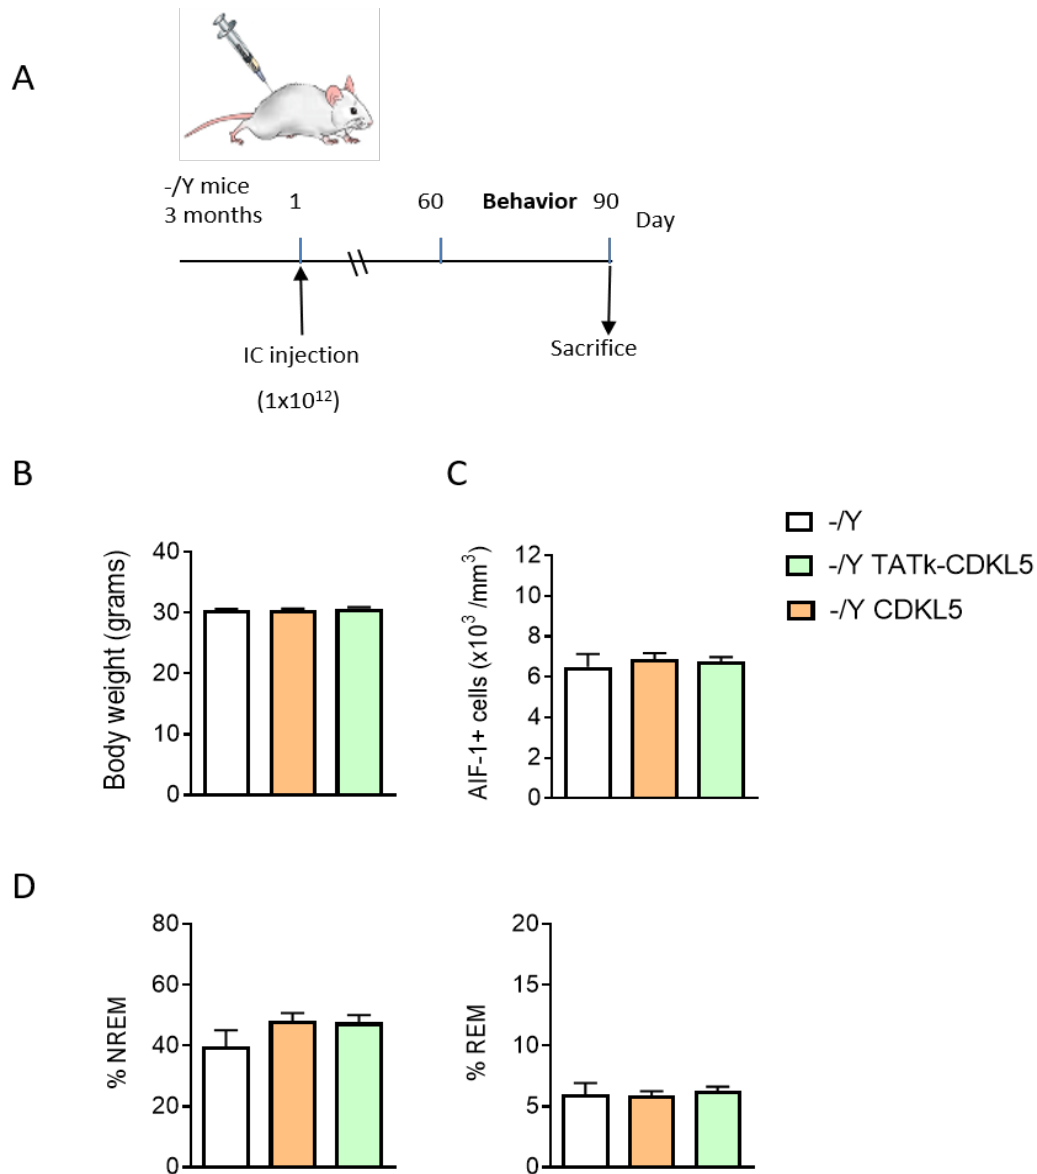 A
-/Y mice
3 months
1
60
Behavior
90
Day
IC injection
(1x10¹²)
Sacrifice
B
C
-/Y
-/Y TATk-CDKL5
-/Y CDKL5
Body weight (grams)
40
30
20
10
0
AIF-1+ cells (x10³ /mm³)
12
10
8
6
4
2
0
D
% NREM
80
60
40
20
0
% REM
20
15
10
5
0